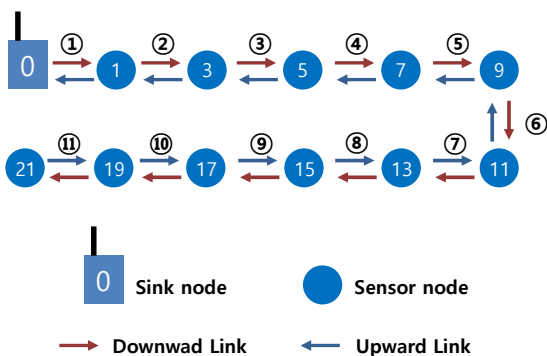 ① ② ③ ④ ⑤
0 1 3 5 7 9
⑥
⑪ ⑩ ⑨ ⑧ ⑦
21 19 17 15 13 11
0 Sink node Sensor node
Downwad Link Upward Link